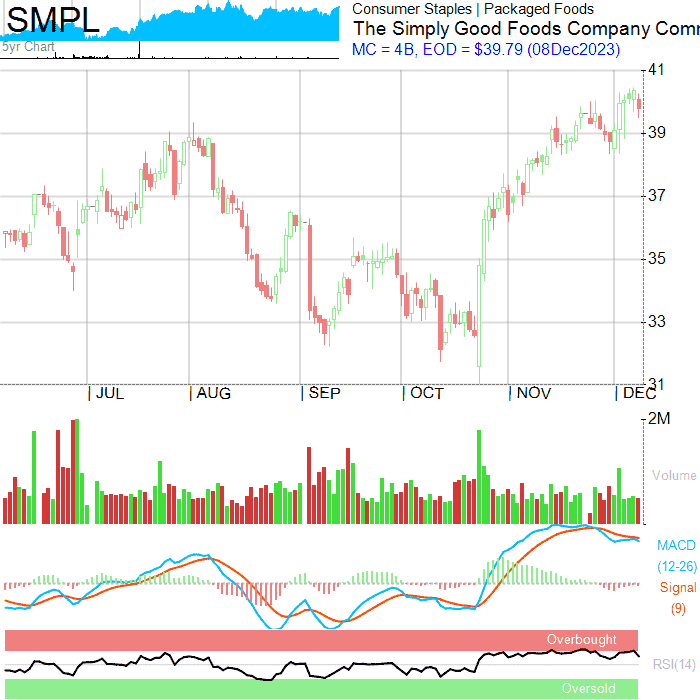 SMPL
Consumer Staples | Packaged Foods
The Simply Good Foods Company Comm
MC = 4B, EOD = $39.79 (08Dec2023)
5yr Chart
41
39
37
35
33
31
| JUL | AUG | SEP | OCT | NOV | DEC
2M
Volume
MACD
(12-26)
Signal
(9)
Overbought
RSI(14)
Oversold